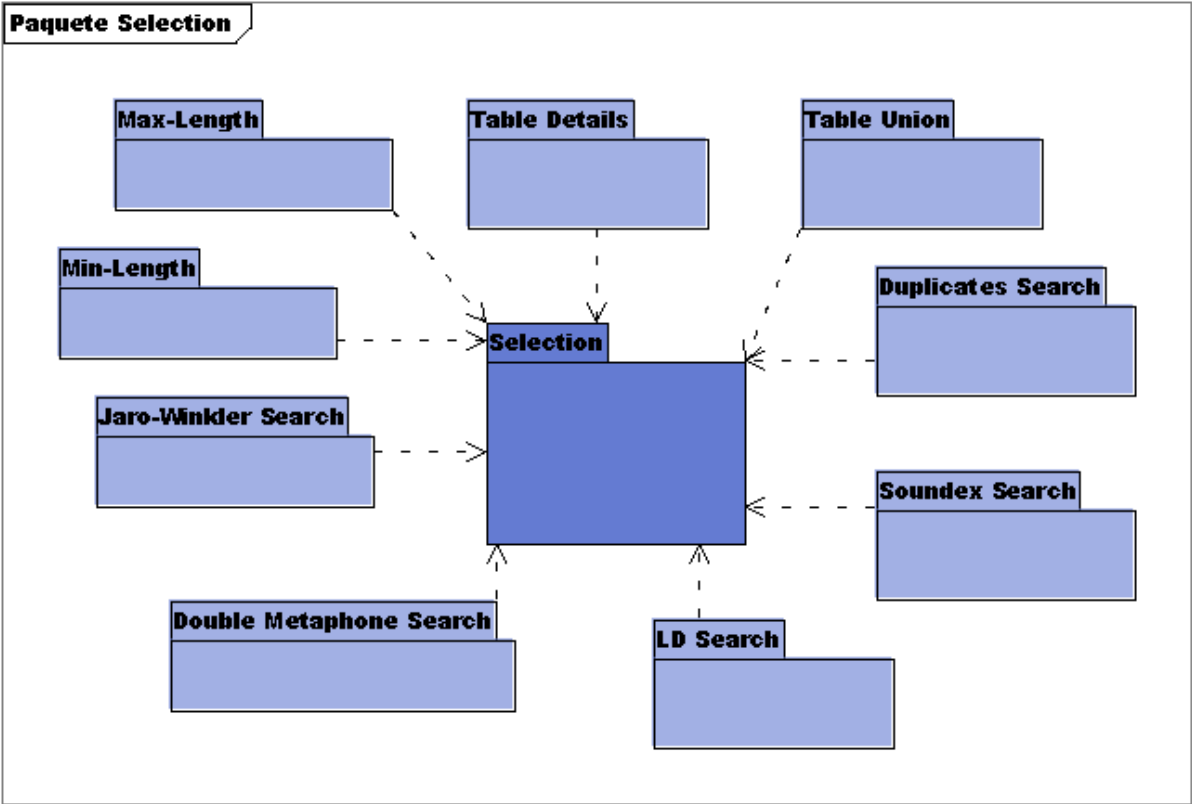 Paquete Selection
Max-Length
Table Details
Table Union
Min-Length
Duplicates Search
Selection
Jaro-Winkler Search
Soundex Search
Double Metaphone Search
LD Search